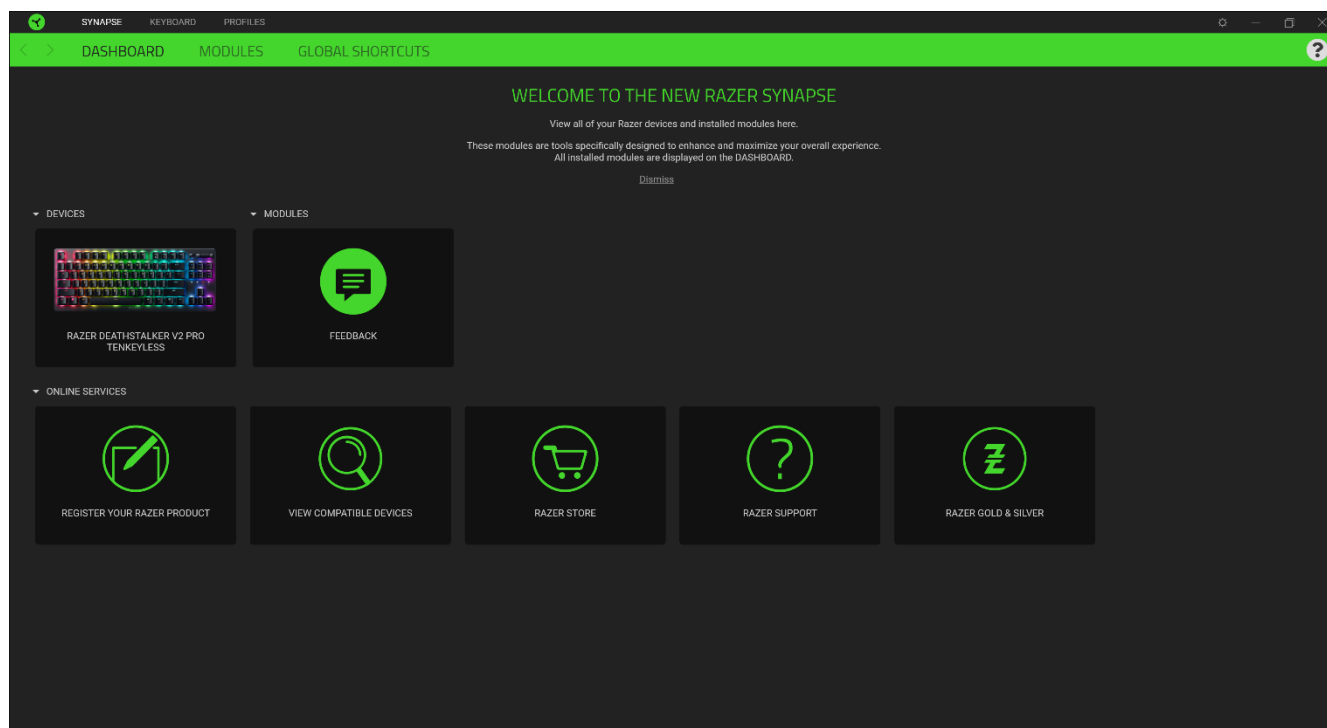 SYNAPSE KEYBOARD PROFILES
DASHBOARD MODULES GLOBAL SHORTCUTS
?
WELCOME TO THE NEW RAZER SYNAPSE
View all of your Razer devices and installed modules here.
These modules are tools specifically designed to enhance and maximize your overall experience.
All installed modules are displayed on the DASHBOARD.
Dismiss
DEVICES
MODULES
RAZER DEATHSTALKER V2 PRO
TENKEYLESS
FEEDBACK
ONLINE SERVICES
REGISTER YOUR RAZER PRODUCT
VIEW COMPATIBLE DEVICES
RAZER STORE
?
RAZER SUPPORT
RAZER GOLD & SILVER